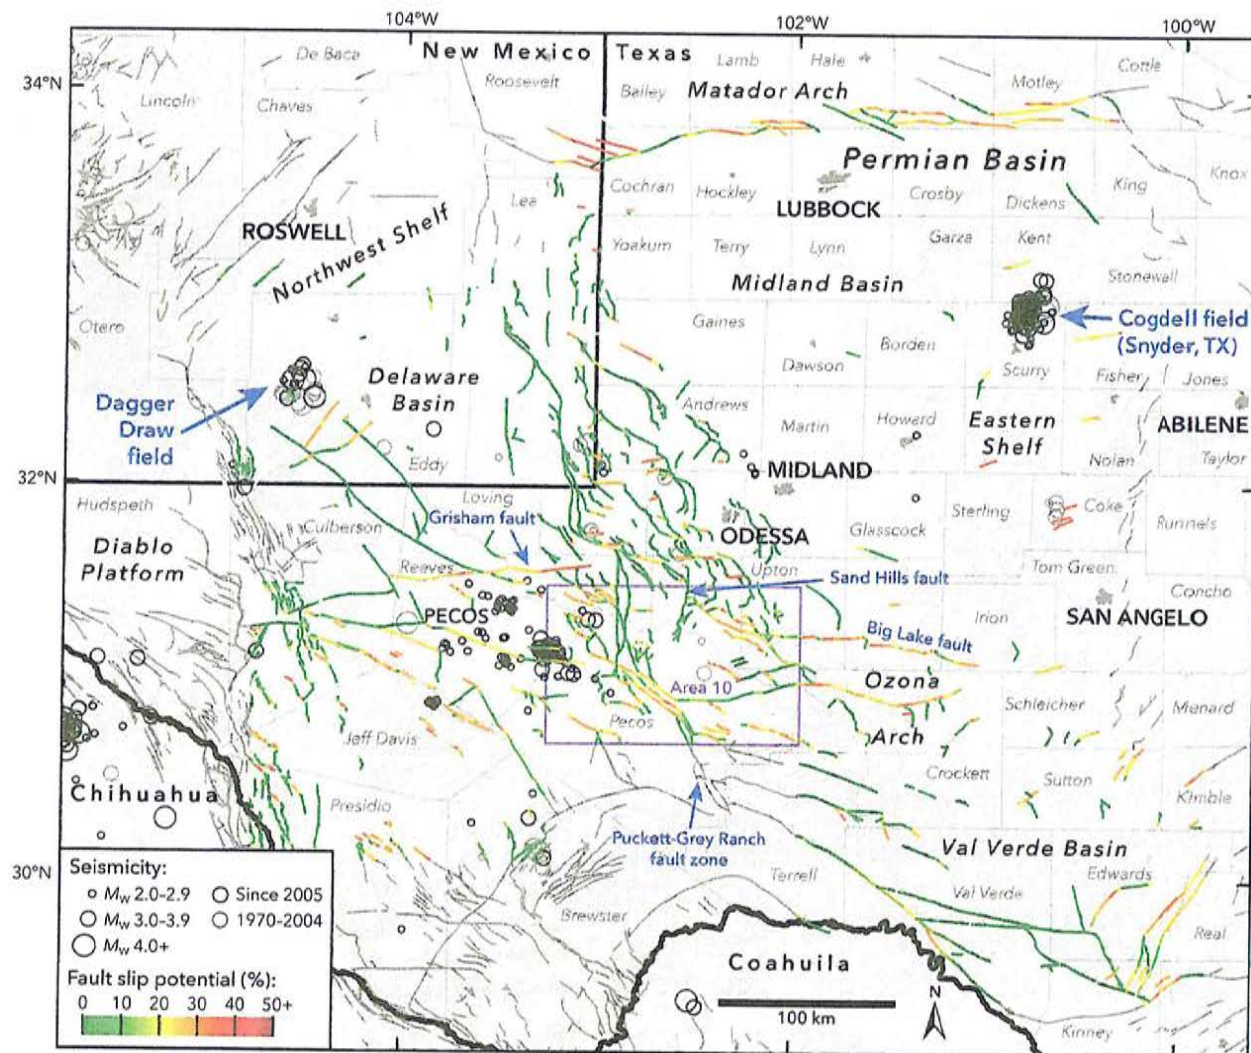 104°W
102°W
100°W
New Mexico
Texas
34°N
De Baca
Roosevelt
Lamb
Hale
Motley
Cottle
Lincoln
Chaves
Bailey
Matador Arch
Permian Basin
Cochran
Hockley
LUBBOCK
Crosby
Dickens
King
Knox
Lea
ROSWELL
Northwest Shelf
Yoakum
Terry
Lynn
Garza
Kent
Stonewall
Midland Basin
Otero
Gaines
Dawson
Borden
Cogdell field
(Snyder, TX)
Scurry
Fisher
Jones
Delaware
Basin
Dagger
Draw
field
Andrews
Martin
Howard
Eastern
Shelf
ABILENE
Nolan
Taylor
Eddy
32°N
MIDLAND
Hudspeth
Culberson
Loving
Grisham fault
ODESSA
Glasscock
Sterling
Coke
Runnels
Diablo
Platform
Reeves
Upton
Sand Hills fault
Tom Green
Concho
PECOS
Irion
SAN ANGELO
Big Lake fault
Area 10
Ozona
Arch
Schleicher
Menard
Pecos
Jeff Davis
Crockett
Sutton
Kimble
Chihuahua
Presidio
Puckett-Grey Ranch
fault zone
Val Verde Basin
30°N
Terrell
Val Verde
Edwards
Real
Brewster
Coahuila
Kinney
N
100 km
Seismicity:
Mw 2.0-2.9
Since 2005
Mw 3.0-3.9
1970-2004
Mw 4.0+
Fault slip potential (%):
0 10 20 30 40 50+